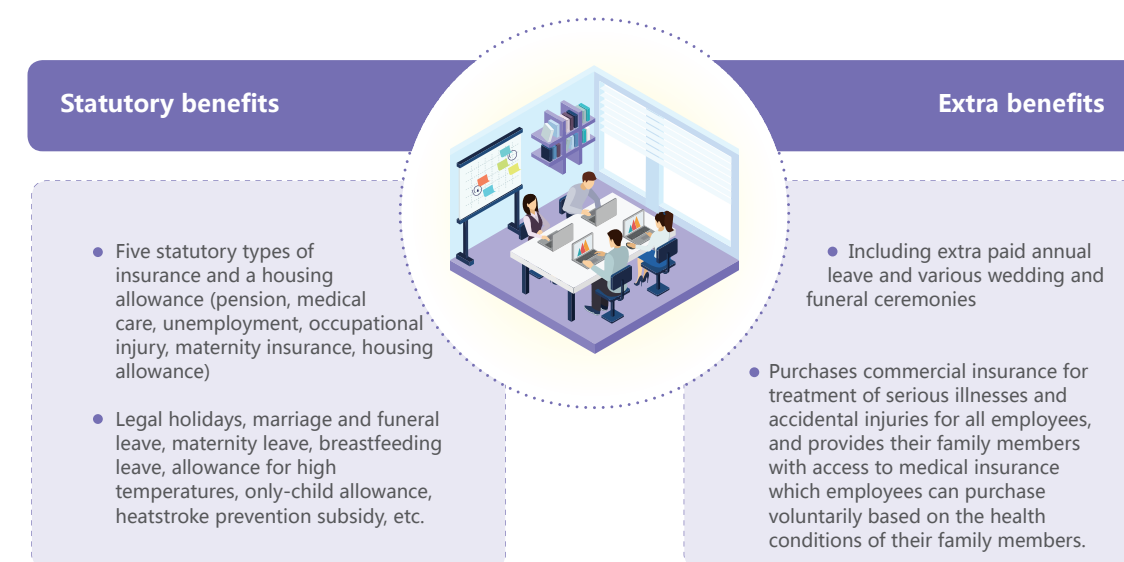 Statutory benefits
Five statutory types of
insurance and a housing
allowance (pension, medical
care, unemployment, occupational
injury, maternity insurance, housing
allowance)
Legal holidays, marriage and funeral
leave, maternity leave, breastfeeding
leave, allowance for high
temperatures, only-child allowance,
heatstroke prevention subsidy, etc.
Extra benefits
Including extra paid annual
leave and various wedding and
funeral ceremonies
Purchases commercial insurance for
treatment of serious illnesses and
accidental injuries for all employees,
and provides their family members
with access to medical insurance
which employees can purchase
voluntarily based on the health
conditions of their family members.